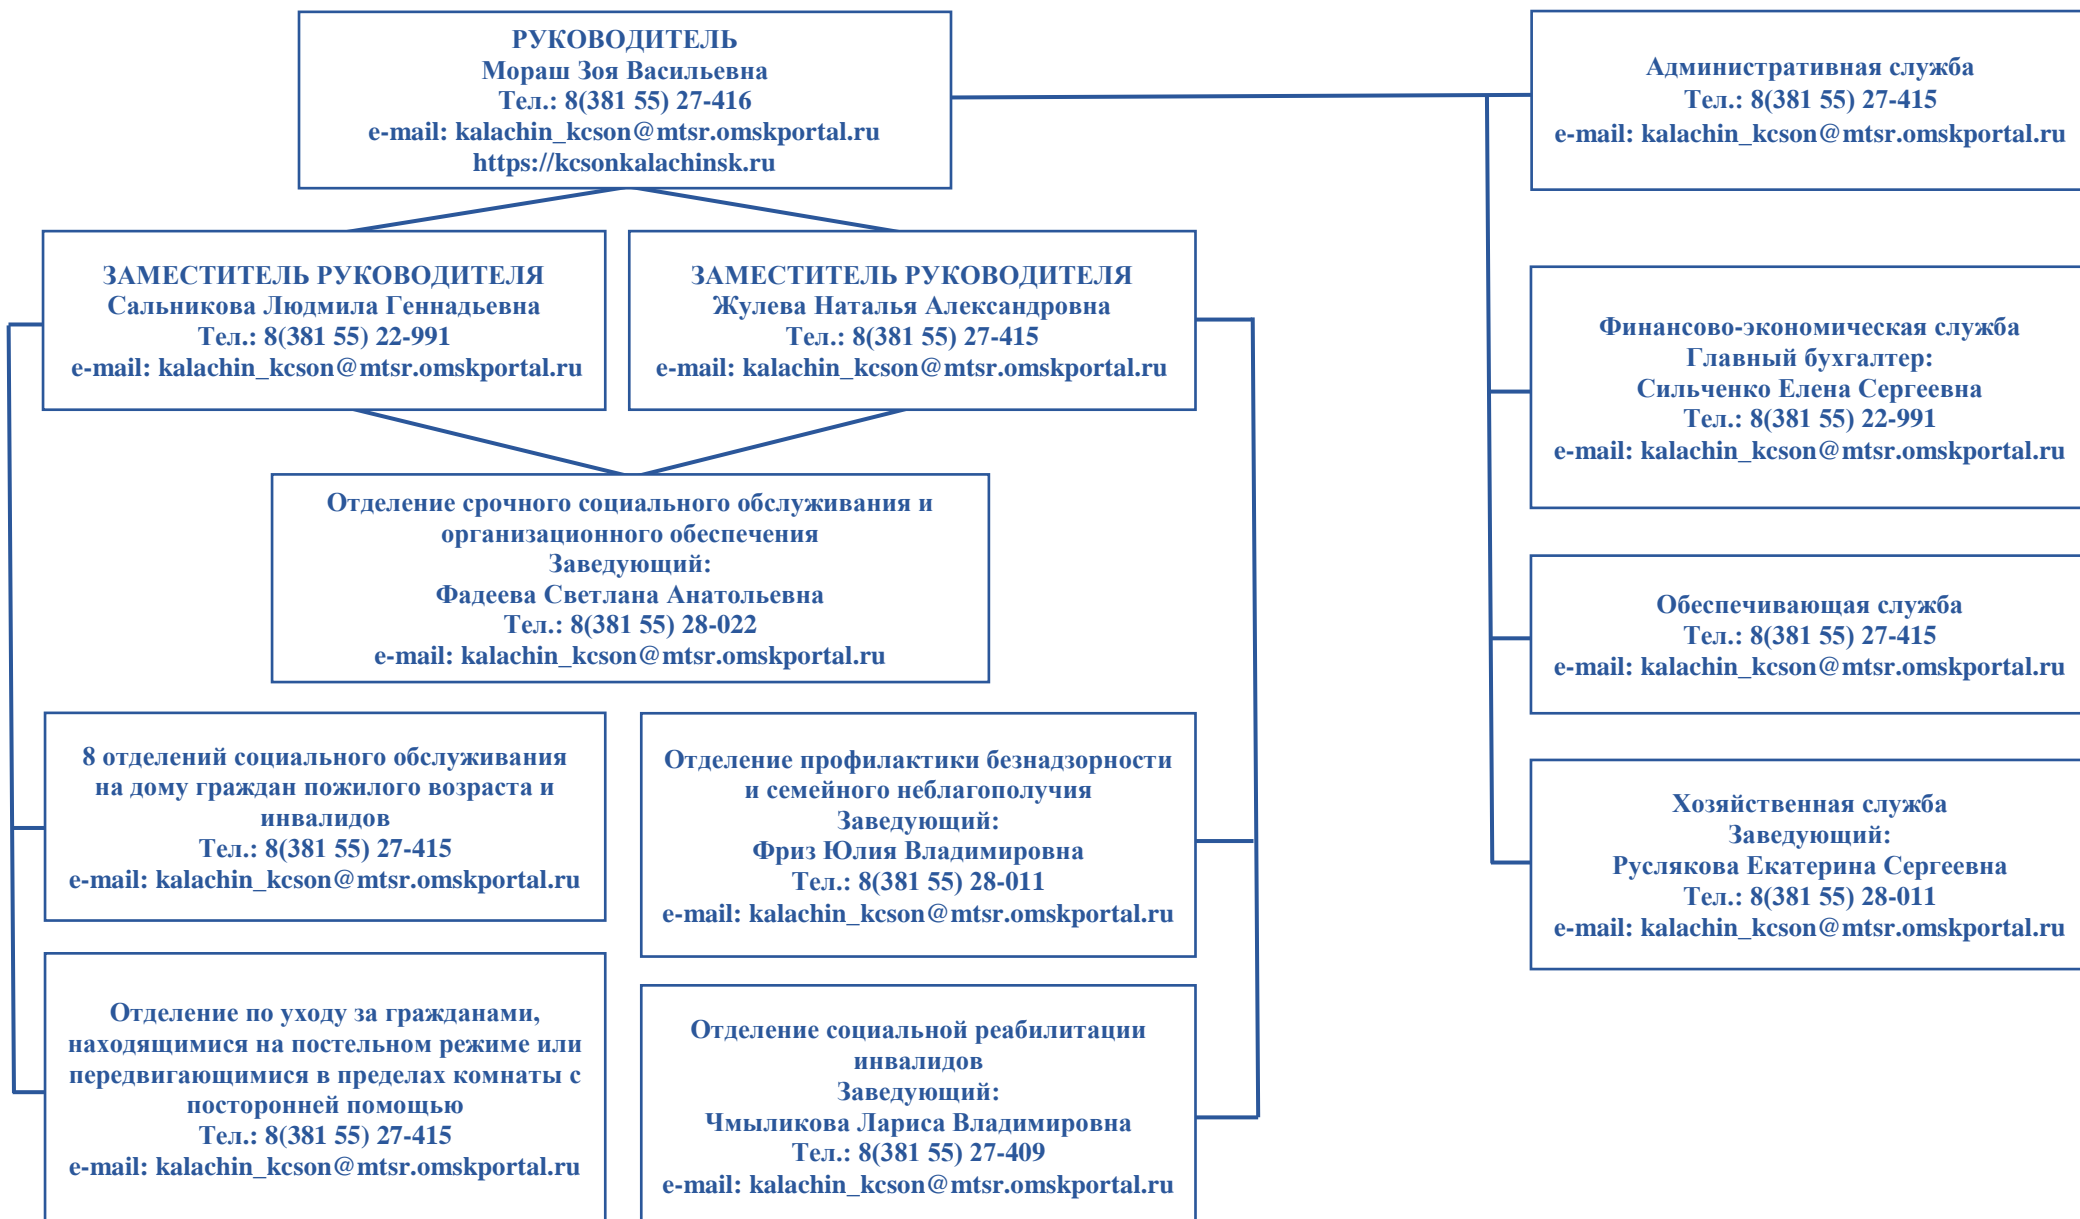 РУКОВОДИТЕЛЬ
Мораш Зоя Васильевна
Тел.: 8(381 55) 27-416
e-mail: kalachin_kcson@mtsr.omskportal.ru
https://kcsonkalachinsk.ru
Административная служба
Тел.: 8(381 55) 27-415
e-mail: kalachin_kcson@mtsr.omskportal.ru
ЗАМЕСТИТЕЛЬ РУКОВОДИТЕЛЯ
Сальникова Людмила Геннадьевна
Тел.: 8(381 55) 22-991
e-mail: kalachin_kcson@mtsr.omskportal.ru
ЗАМЕСТИТЕЛЬ РУКОВОДИТЕЛЯ
Жулева Наталья Александровна
Тел.: 8(381 55) 27-415
e-mail: kalachin_kcson@mtsr.omskportal.ru
Финансово-экономическая служба
Главный бухгалтер:
Сильченко Елена Сергеевна
Тел.: 8(381 55) 22-991
e-mail: kalachin_kcson@mtsr.omskportal.ru
Отделение срочного социального обслуживания и
организационного обеспечения
Заведующий:
Фадеева Светлана Анатольевна
Тел.: 8(381 55) 28-022
e-mail: kalachin_kcson@mtsr.omskportal.ru
Обеспечивающая служба
Тел.: 8(381 55) 27-415
e-mail: kalachin_kcson@mtsr.omskportal.ru
8 отделений социального обслуживания
на дому граждан пожилого возраста и
инвалидов
Тел.: 8(381 55) 27-415
e-mail: kalachin_kcson@mtsr.omskportal.ru
Отделение профилактики безнадзорности
и семейного неблагополучия
Заведующий:
Фриз Юлия Владимировна
Тел.: 8(381 55) 28-011
e-mail: kalachin_kcson@mtsr.omskportal.ru
Хозяйственная служба
Заведующий:
Руслякова Екатерина Сергеевна
Тел.: 8(381 55) 28-011
e-mail: kalachin_kcson@mtsr.omskportal.ru
Отделение по уходу за гражданами,
находящимися на постельном режиме или
передвигающимися в пределах комнаты с
посторонней помощью
Тел.: 8(381 55) 27-415
e-mail: kalachin_kcson@mtsr.omskportal.ru
Отделение социальной реабилитации
инвалидов
Заведующий:
Чмыликова Лариса Владимировна
Тел.: 8(381 55) 27-409
e-mail: kalachin_kcson@mtsr.omskportal.ru